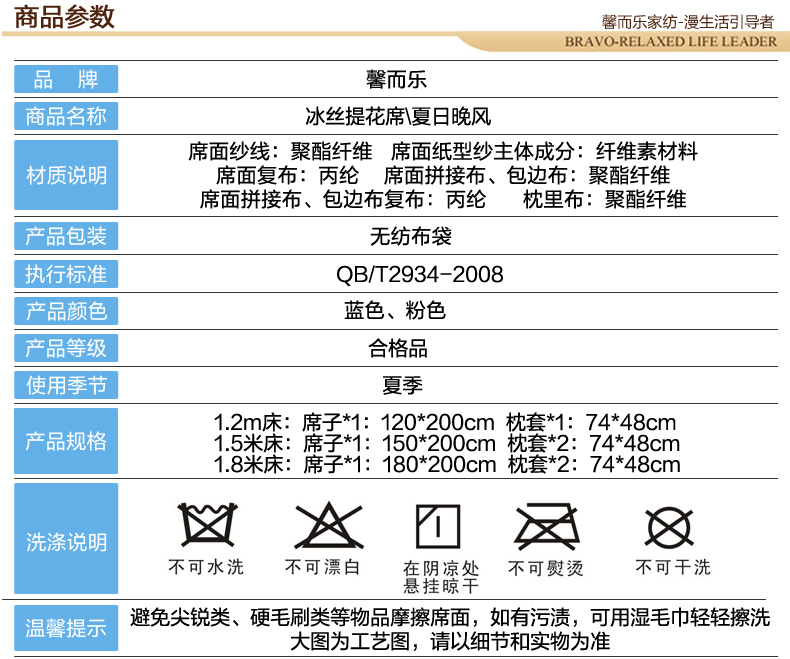 商品参数
馨而乐家纺-漫生活引导者
BRAVO-RELAXED LIFE LEADER
品 牌 馨而乐
商品名称 冰丝提花席\夏日晚风
材质说明
席面纱线：聚酯纤维 席面纸型纱主体成分：纤维素材料
席面复布：丙纶 席面拼接布、包边布：聚酯纤维
席面拼接布、包边布复布：丙纶 枕里布：聚酯纤维
产品包装 无纺布袋
执行标准 QB/T2934-2008
产品颜色 蓝色、粉色
产品等级 合格品
使用季节 夏季
产品规格
1.2m床：席子*1：120*200cm 枕套*1：74*48cm
1.5米床：席子*1：150*200cm 枕套*2：74*48cm
1.8米床：席子*1：180*200cm 枕套*2：74*48cm
洗涤说明
不可水洗 不可漂白 在阴凉处 不可熨烫 不可干洗
悬挂晾干
温馨提示
避免尖锐类、硬毛刷类等物品摩擦席面，如有污渍，可用湿毛巾轻轻擦洗
大图为工艺图，请以细节和实物为准